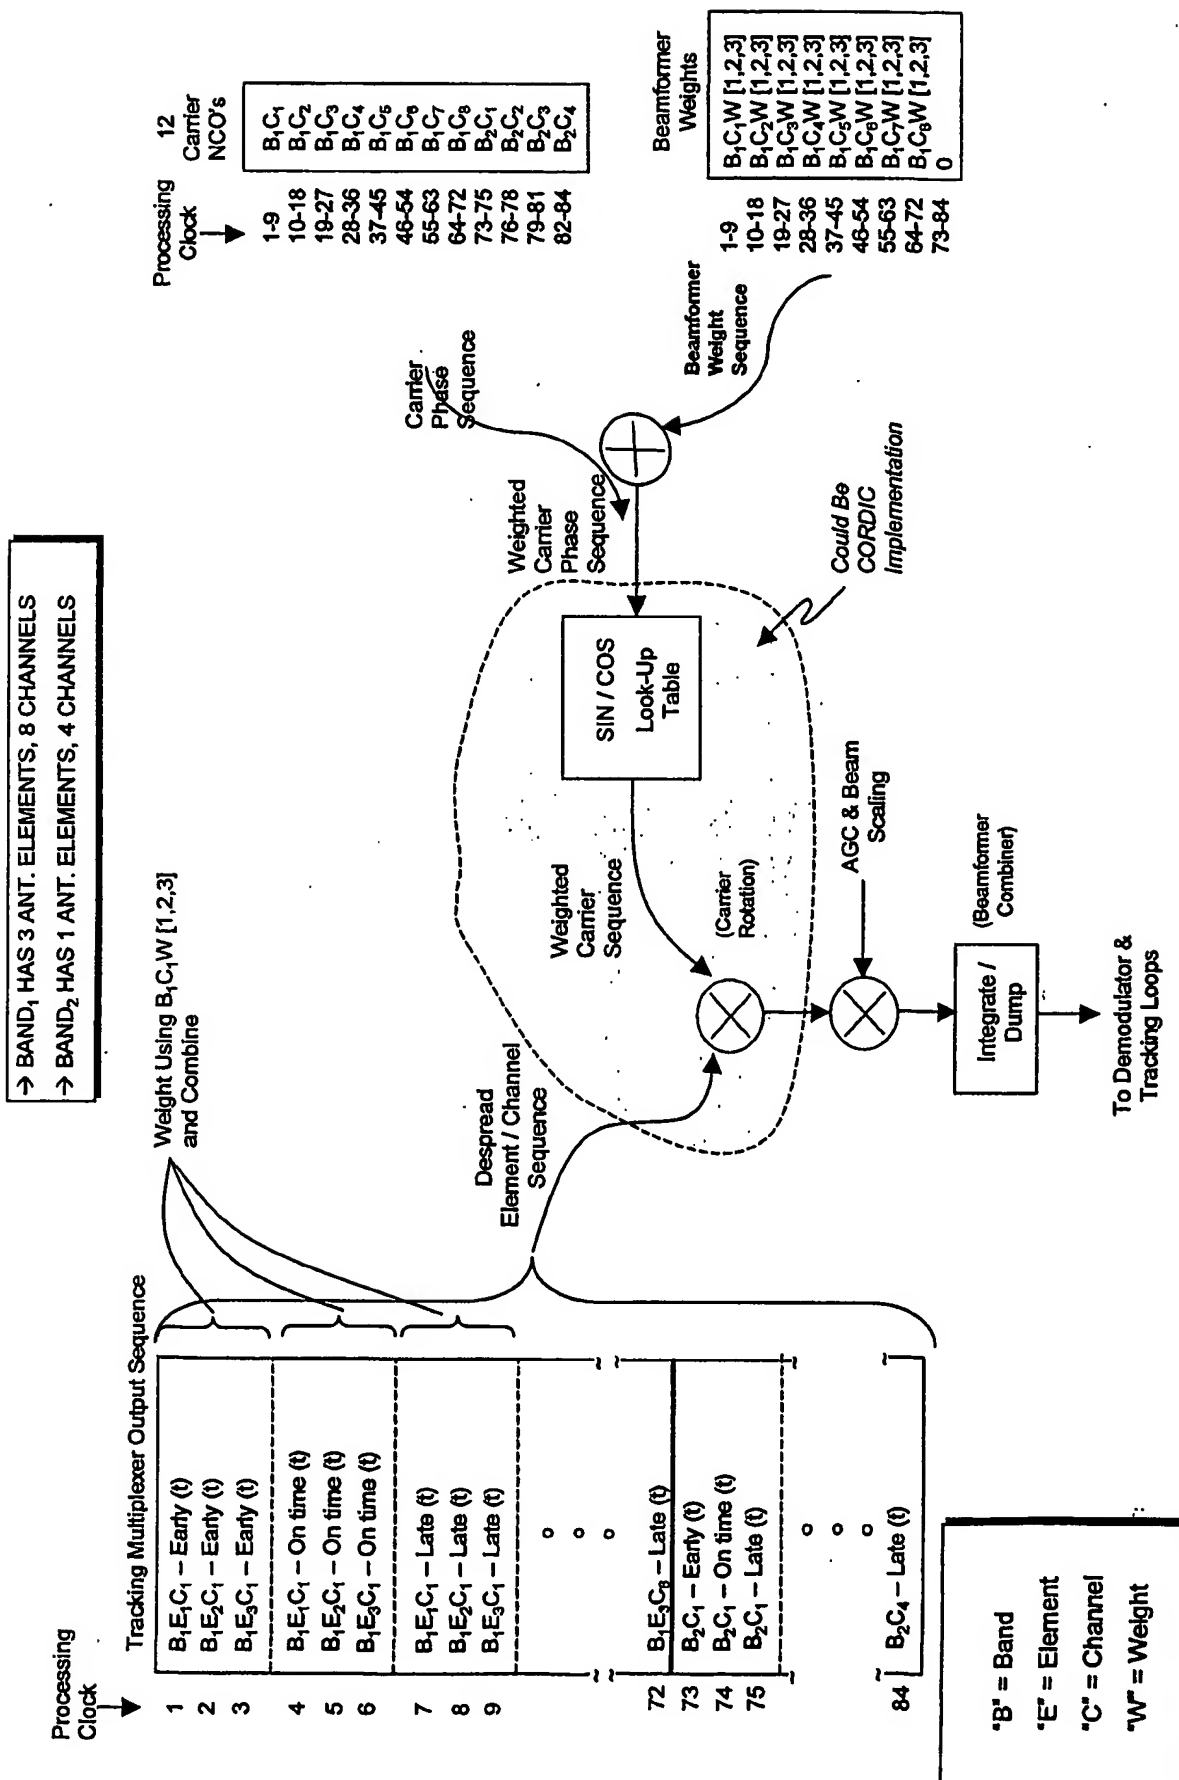 → BAND₁ HAS 3 ANT. ELEMENTS, 8 CHANNELS
→ BAND₂ HAS 1 ANT. ELEMENTS, 4 CHANNELS
Processing
Clock
Tracking Multiplexer Output Sequence
1 B₁E₁C₁ – Early (t)
2 B₁E₂C₁ – Early (t)
3 B₁E₃C₁ – Early (t)
4 B₁E₁C₁ – On time (t)
5 B₁E₂C₁ – On time (t)
6 B₁E₃C₁ – On time (t)
7 B₁E₁C₁ – Late (t)
8 B₁E₂C₁ – Late (t)
9 B₁E₃C₁ – Late (t)
72 B₁E₃C₈ – Late (t)
73 B₂C₁ – Early (t)
74 B₂C₁ – On time (t)
75 B₂C₁ – Late (t)
84 B₂C₄ – Late (t)
Weight Using B₁C₁W [1,2,3]
and Combine
Despread
Element / Channel
Sequence
Weighted
Carrier
Sequence
(Carrier
Rotation)
SIN / COS
Look-Up
Table
Weighted
Carrier
Phase
Sequence
Carrier
Phase
Sequence
Beamformer
Weight
Sequence
Could Be
CORDIC
Implementation
AGC & Beam
Scaling
Integrate /
Dump
(Beamformer
Combiner)
To Demodulator &
Tracking Loops
Processing
Clock
12
Carrier
NCO's
1-9 B₁C₁
10-18 B₁C₂
19-27 B₁C₃
28-36 B₁C₄
37-45 B₁C₅
46-54 B₁C₆
55-63 B₁C₇
64-72 B₁C₈
73-75 B₂C₁
76-78 B₂C₂
79-81 B₂C₃
82-84 B₂C₄
Beamformer
Weights
1-9 B₁C₁W [1,2,3]
10-18 B₁C₂W [1,2,3]
19-27 B₁C₃W [1,2,3]
28-36 B₁C₄W [1,2,3]
37-45 B₁C₅W [1,2,3]
46-54 B₁C₆W [1,2,3]
55-63 B₁C₇W [1,2,3]
64-72 B₁C₈W [1,2,3]
73-84 0
"B" = Band
"E" = Element
"C" = Channel
"W" = Weight